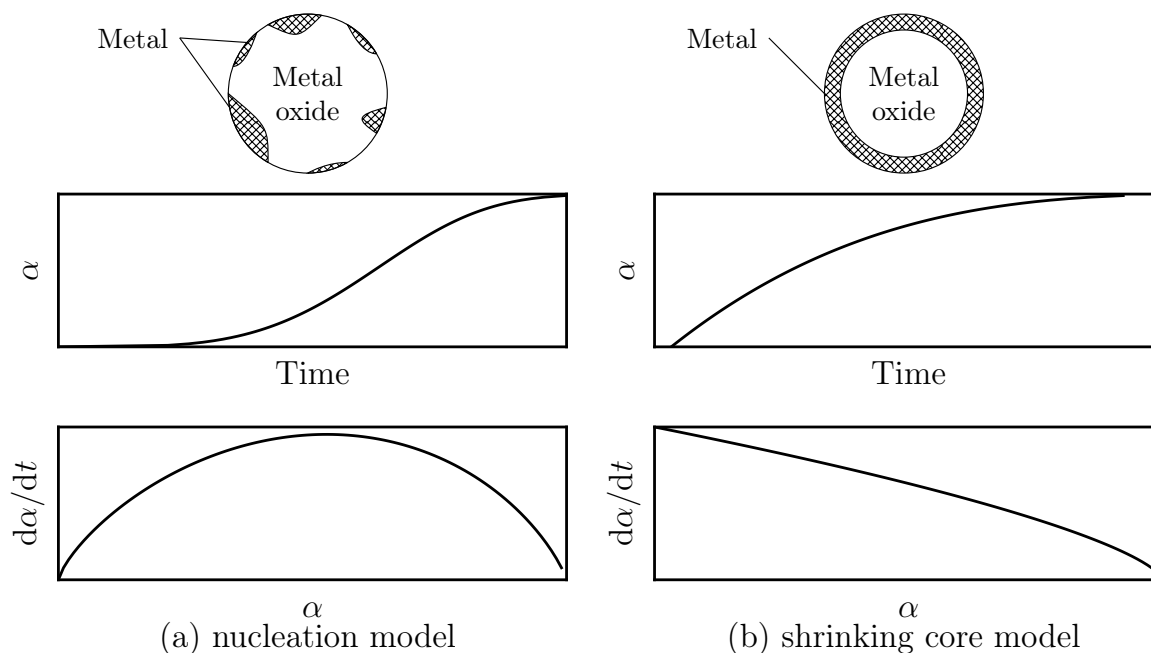 Metal
Metal
oxide
α
Time
dα/dt
α
(a) nucleation model
Metal
Metal
oxide
α
Time
dα/dt
α
(b) shrinking core model